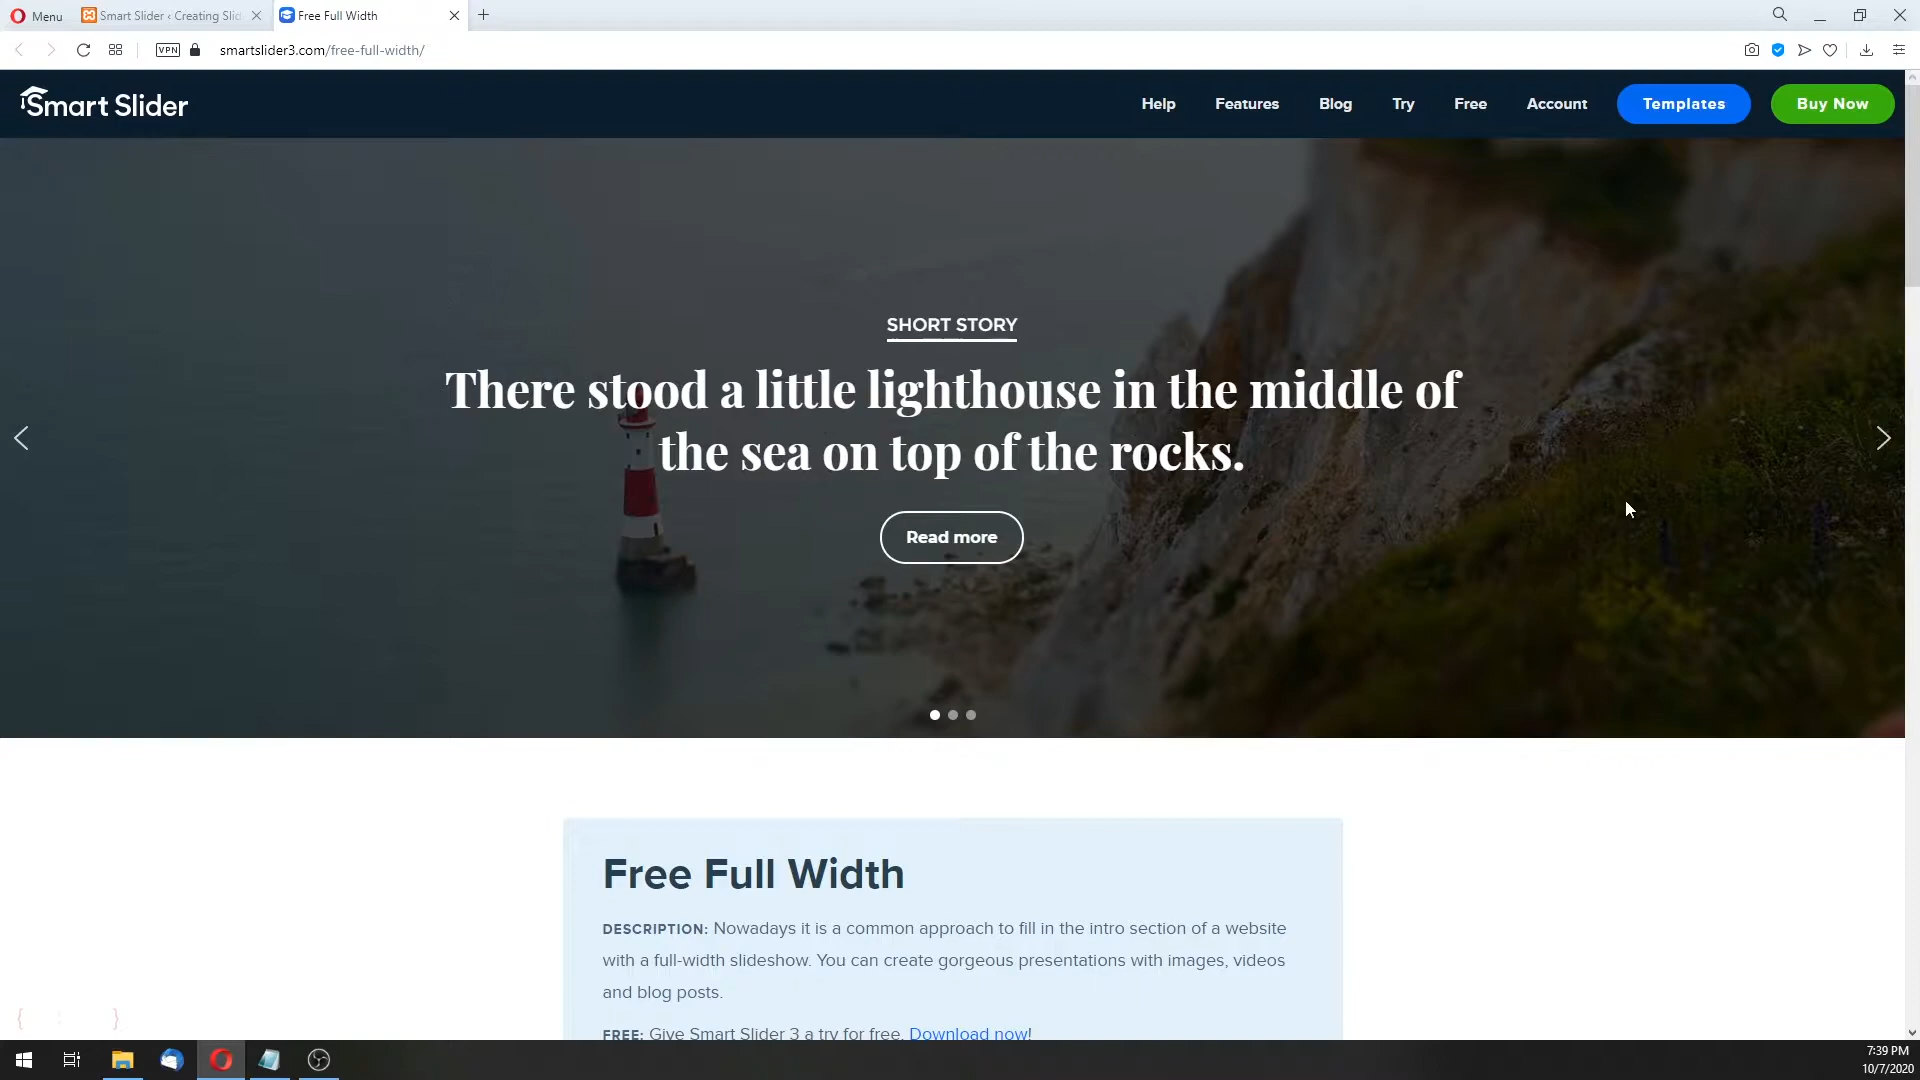 Menu
Smart Slider ‹ Creating Slid
Free Full Width
VPN
smartslider3.com/free-full-width/
Smart Slider
Help
Features
Blog
Try
Free
Account
Templates
Buy Now
SHORT STORY
There stood a little lighthouse in the middle of
the sea on top of the rocks.
Read more
Free Full Width
DESCRIPTION: Nowadays it is a common approach to fill in the intro section of a website
with a full-width slideshow. You can create gorgeous presentations with images, videos
and blog posts.
FREE: Give Smart Slider 3 a try for free. Download now!
{ }
7:39 PM
10/7/2020